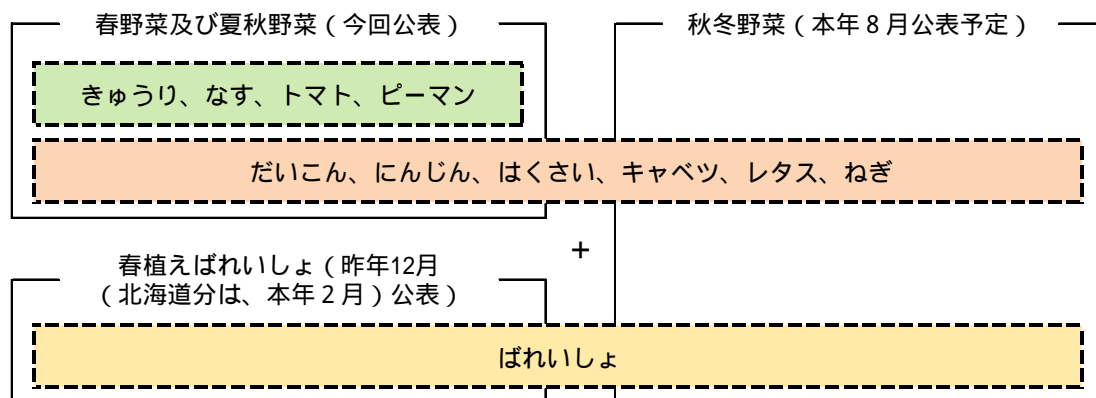 春野菜及び夏秋野菜（今回公表）
秋冬野菜（本年８月公表予定）
きゅうり、なす、トマト、ピーマン
だいこん、にんじん、はくさい、キャベツ、レタス、ねぎ
＋
春植えばれいしょ（昨年12月
（北海道分は、本年２月）公表）
ばれいしょ